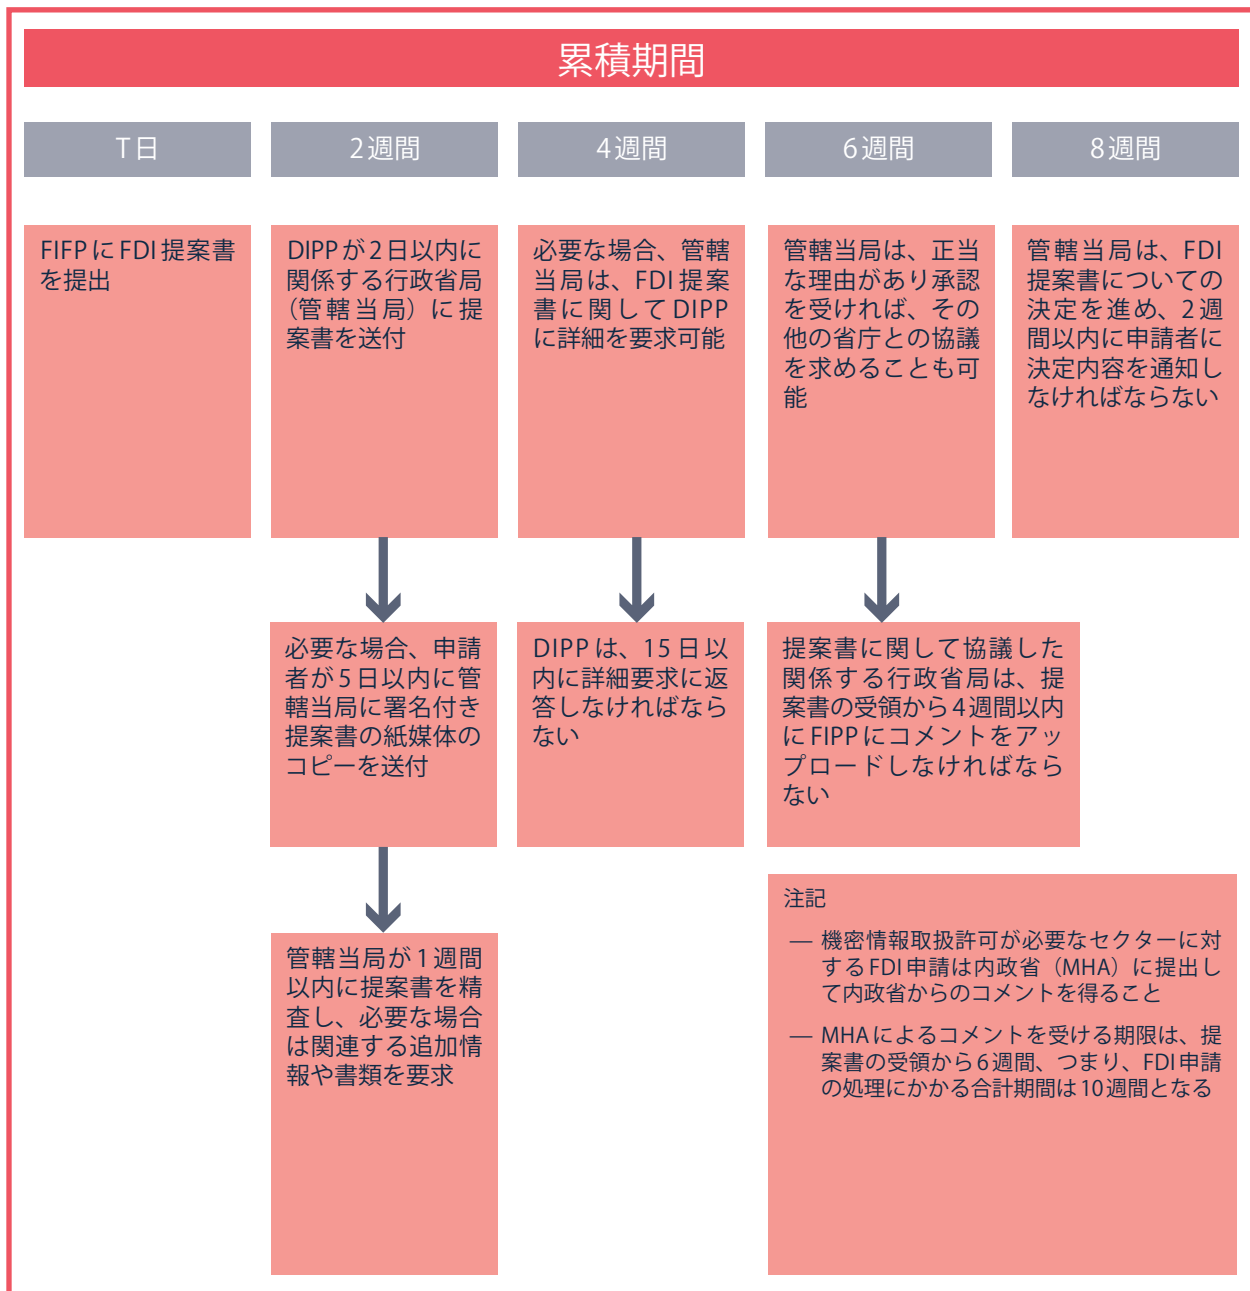 累積期間
T日
2週間
4週間
6週間
8週間
FIFPにFDI提案書
を提出
DIPPが2日以内に
関係する行政省局
（管轄当局）に提
案書を送付
必要な場合、管轄
当局は、FDI提案
書に関してDIPP
に詳細を要求可能
管轄当局は、正当
な理由があり承認
を受ければ、その
他の省庁との協議
を求めることも可
能
管轄当局は、FDI
提案書についての
決定を進め、2週
間以内に申請者に
決定内容を通知し
なければならない
必要な場合、申請
者が5日以内に管
轄当局に署名付き
提案書の紙媒体の
コピーを送付
DIPPは、15日以
内に詳細要求に返
答しなければなら
ない
提案書に関して協議した
関係する行政省局は、提
案書の受領から4週間以内
にFIPPにコメントをアッ
プロードしなければなら
ない
管轄当局が1週間
以内に提案書を精
査し、必要な場合
は関連する追加情
報や書類を要求
注記
— 機密情報取扱許可が必要なセクターに対
するFDI申請は内政省（MHA）に提出し
て内政省からのコメントを得ること
— MHAによるコメントを受ける期限は、提
案書の受領から6週間、つまり、FDI申請
の処理にかかる合計期間は10週間となる